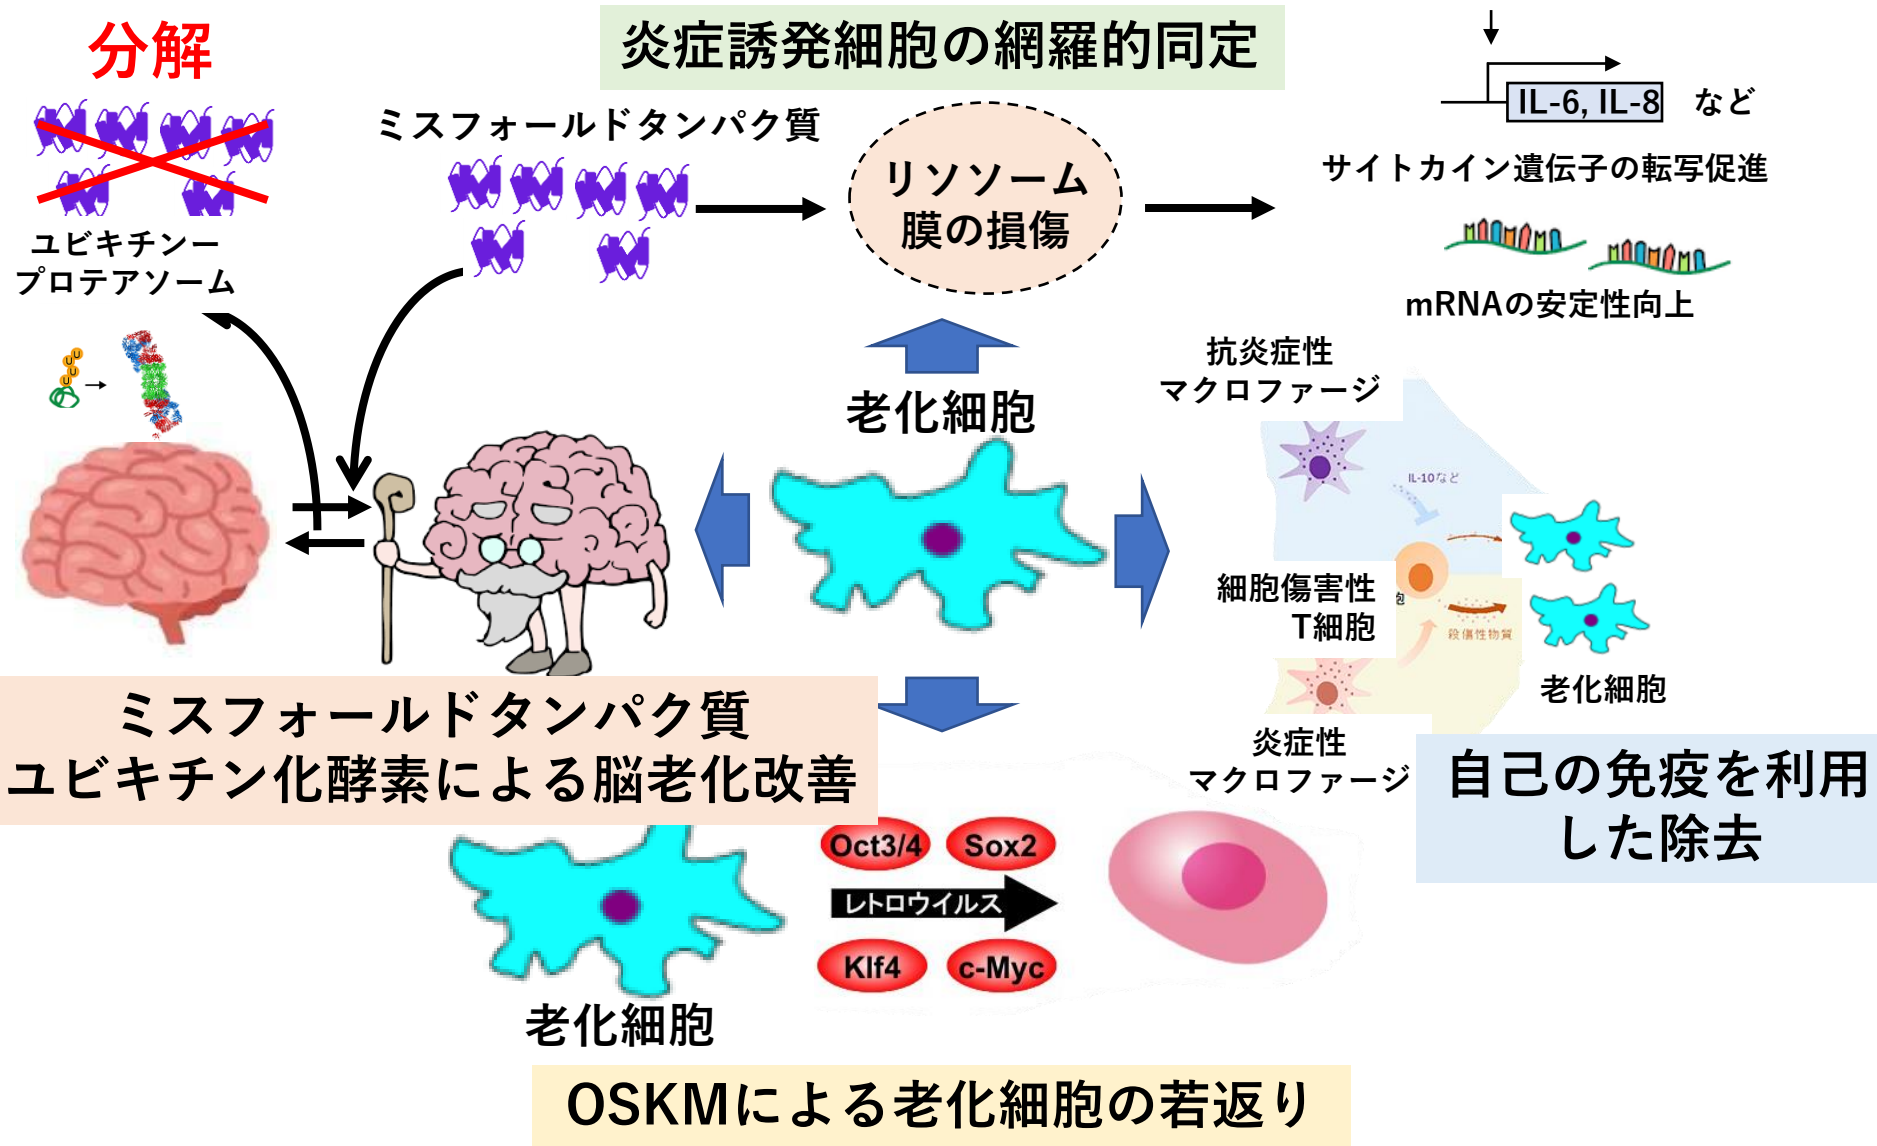 分解
炎症誘発細胞の網羅的同定
IL-6, IL-8 など
サイトカイン遺伝子の転写促進
ミスフォールドタンパク質
リソソーム
膜の損傷
ユビキチンー
プロテアソーム
mRNAの安定性向上
U
U
U
U
抗炎症性
マクロファージ
老化細胞
IL-10など
細胞傷害性
T細胞
胞
殺傷性物質
老化細胞
炎症性
マクロファージ
ミスフォールドタンパク質
ユビキチン化酵素による脳老化改善
自己の免疫を利用
した除去
Oct3/4
Sox2
レトロウイルス
Klf4
c-Myc
老化細胞
OSKMによる老化細胞の若返り